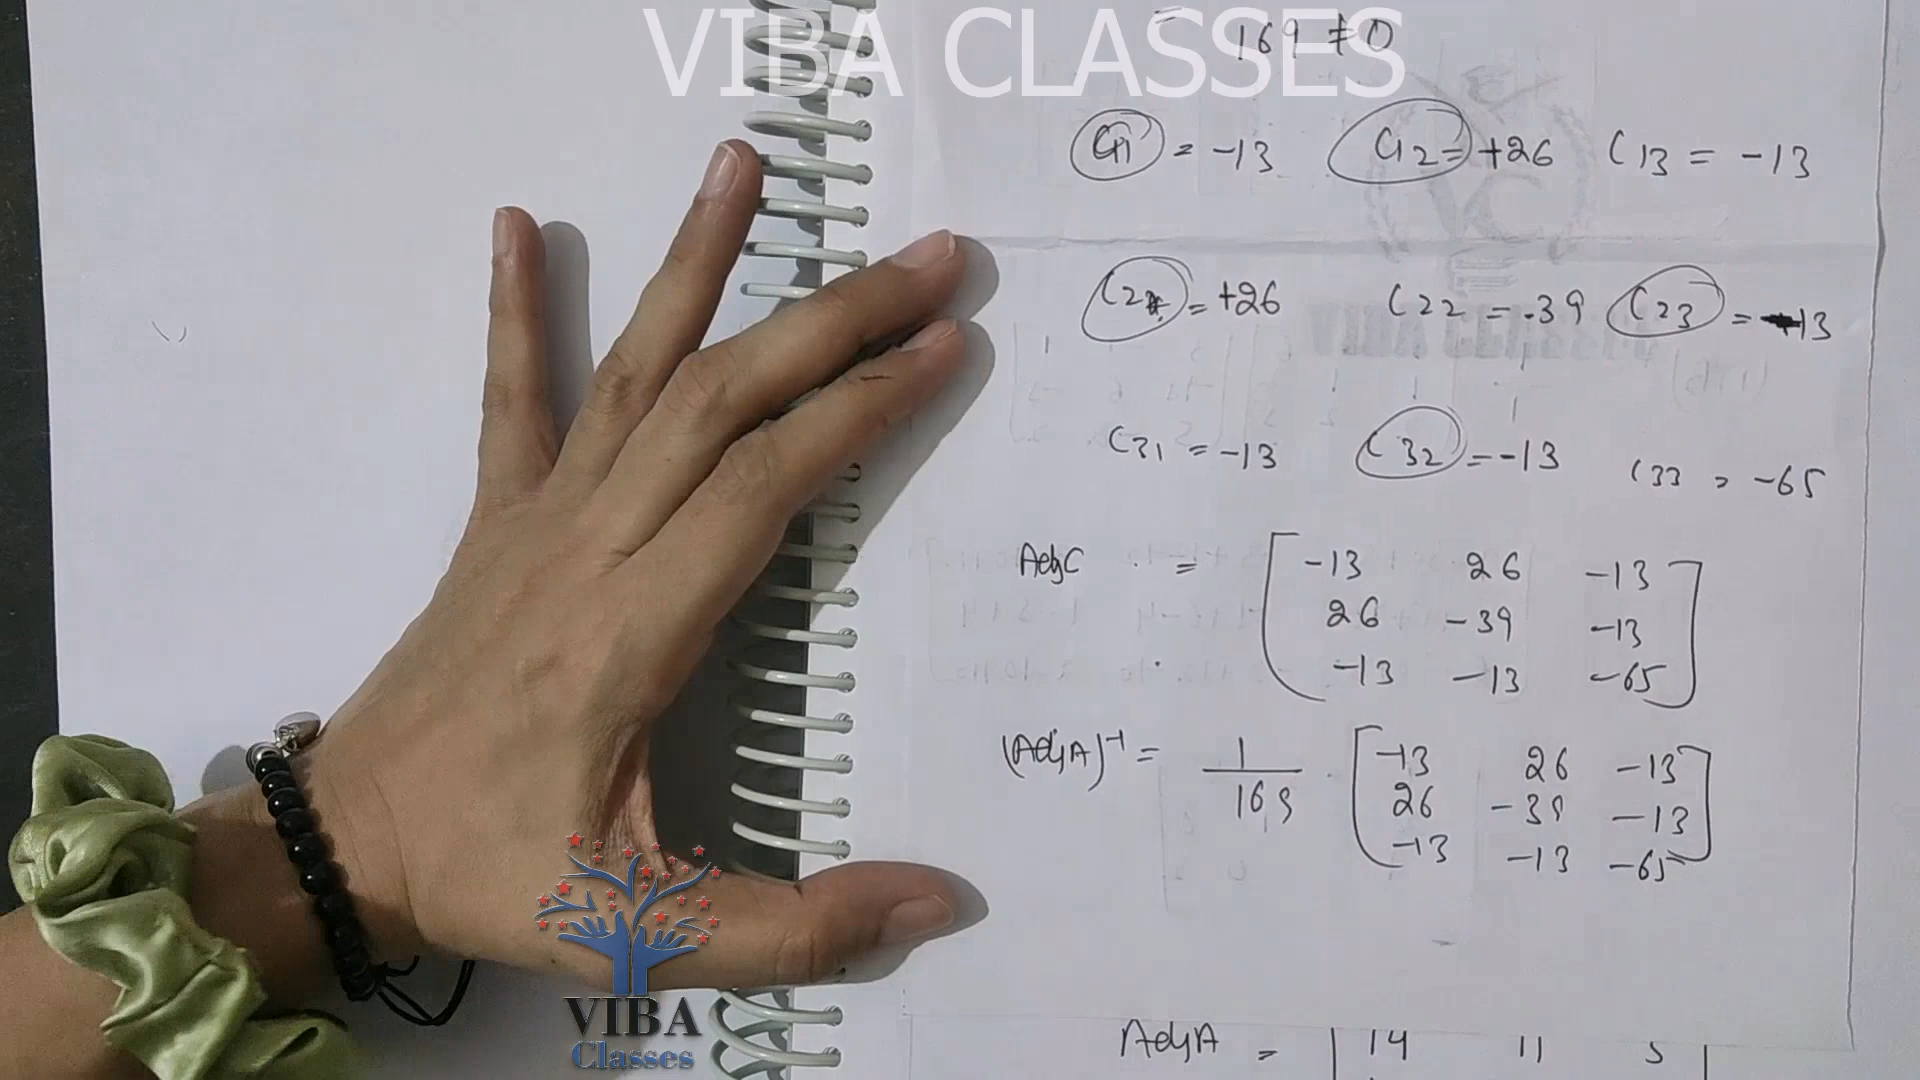 VIBA CLASSES
169 ≠ 0
C11 = -13 C12 = +26 C13 = -13
C21 = +26 C22 = -39 C23 = -13
C31 = -13 C32 = -13 C33 = -65
AdjC = [ -13 26 -13
26 -39 -13
-13 -13 -65 ]
(AdjA)⁻¹ = 1/169 [ -13 26 -13
26 -39 -13
-13 -13 -65 ]
AdjA = | 14 11 5 |
VIBA
Classes